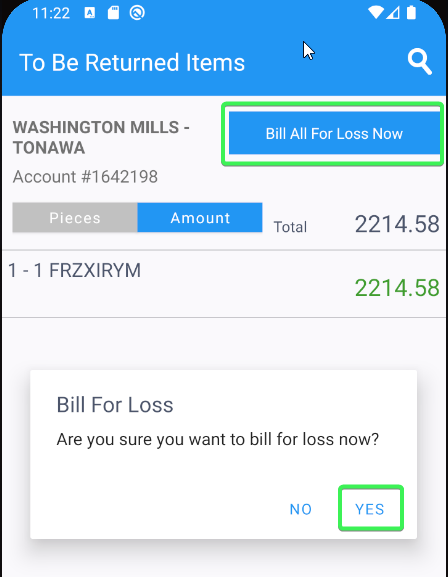 11:22
To Be Returned Items
WASHINGTON MILLS -
TONAWA
Bill All For Loss Now
Account #1642198
Pieces Amount Total 2214.58
1 - 1 FRZXIRYM
2214.58
Bill For Loss
Are you sure you want to bill for loss now?
NO YES